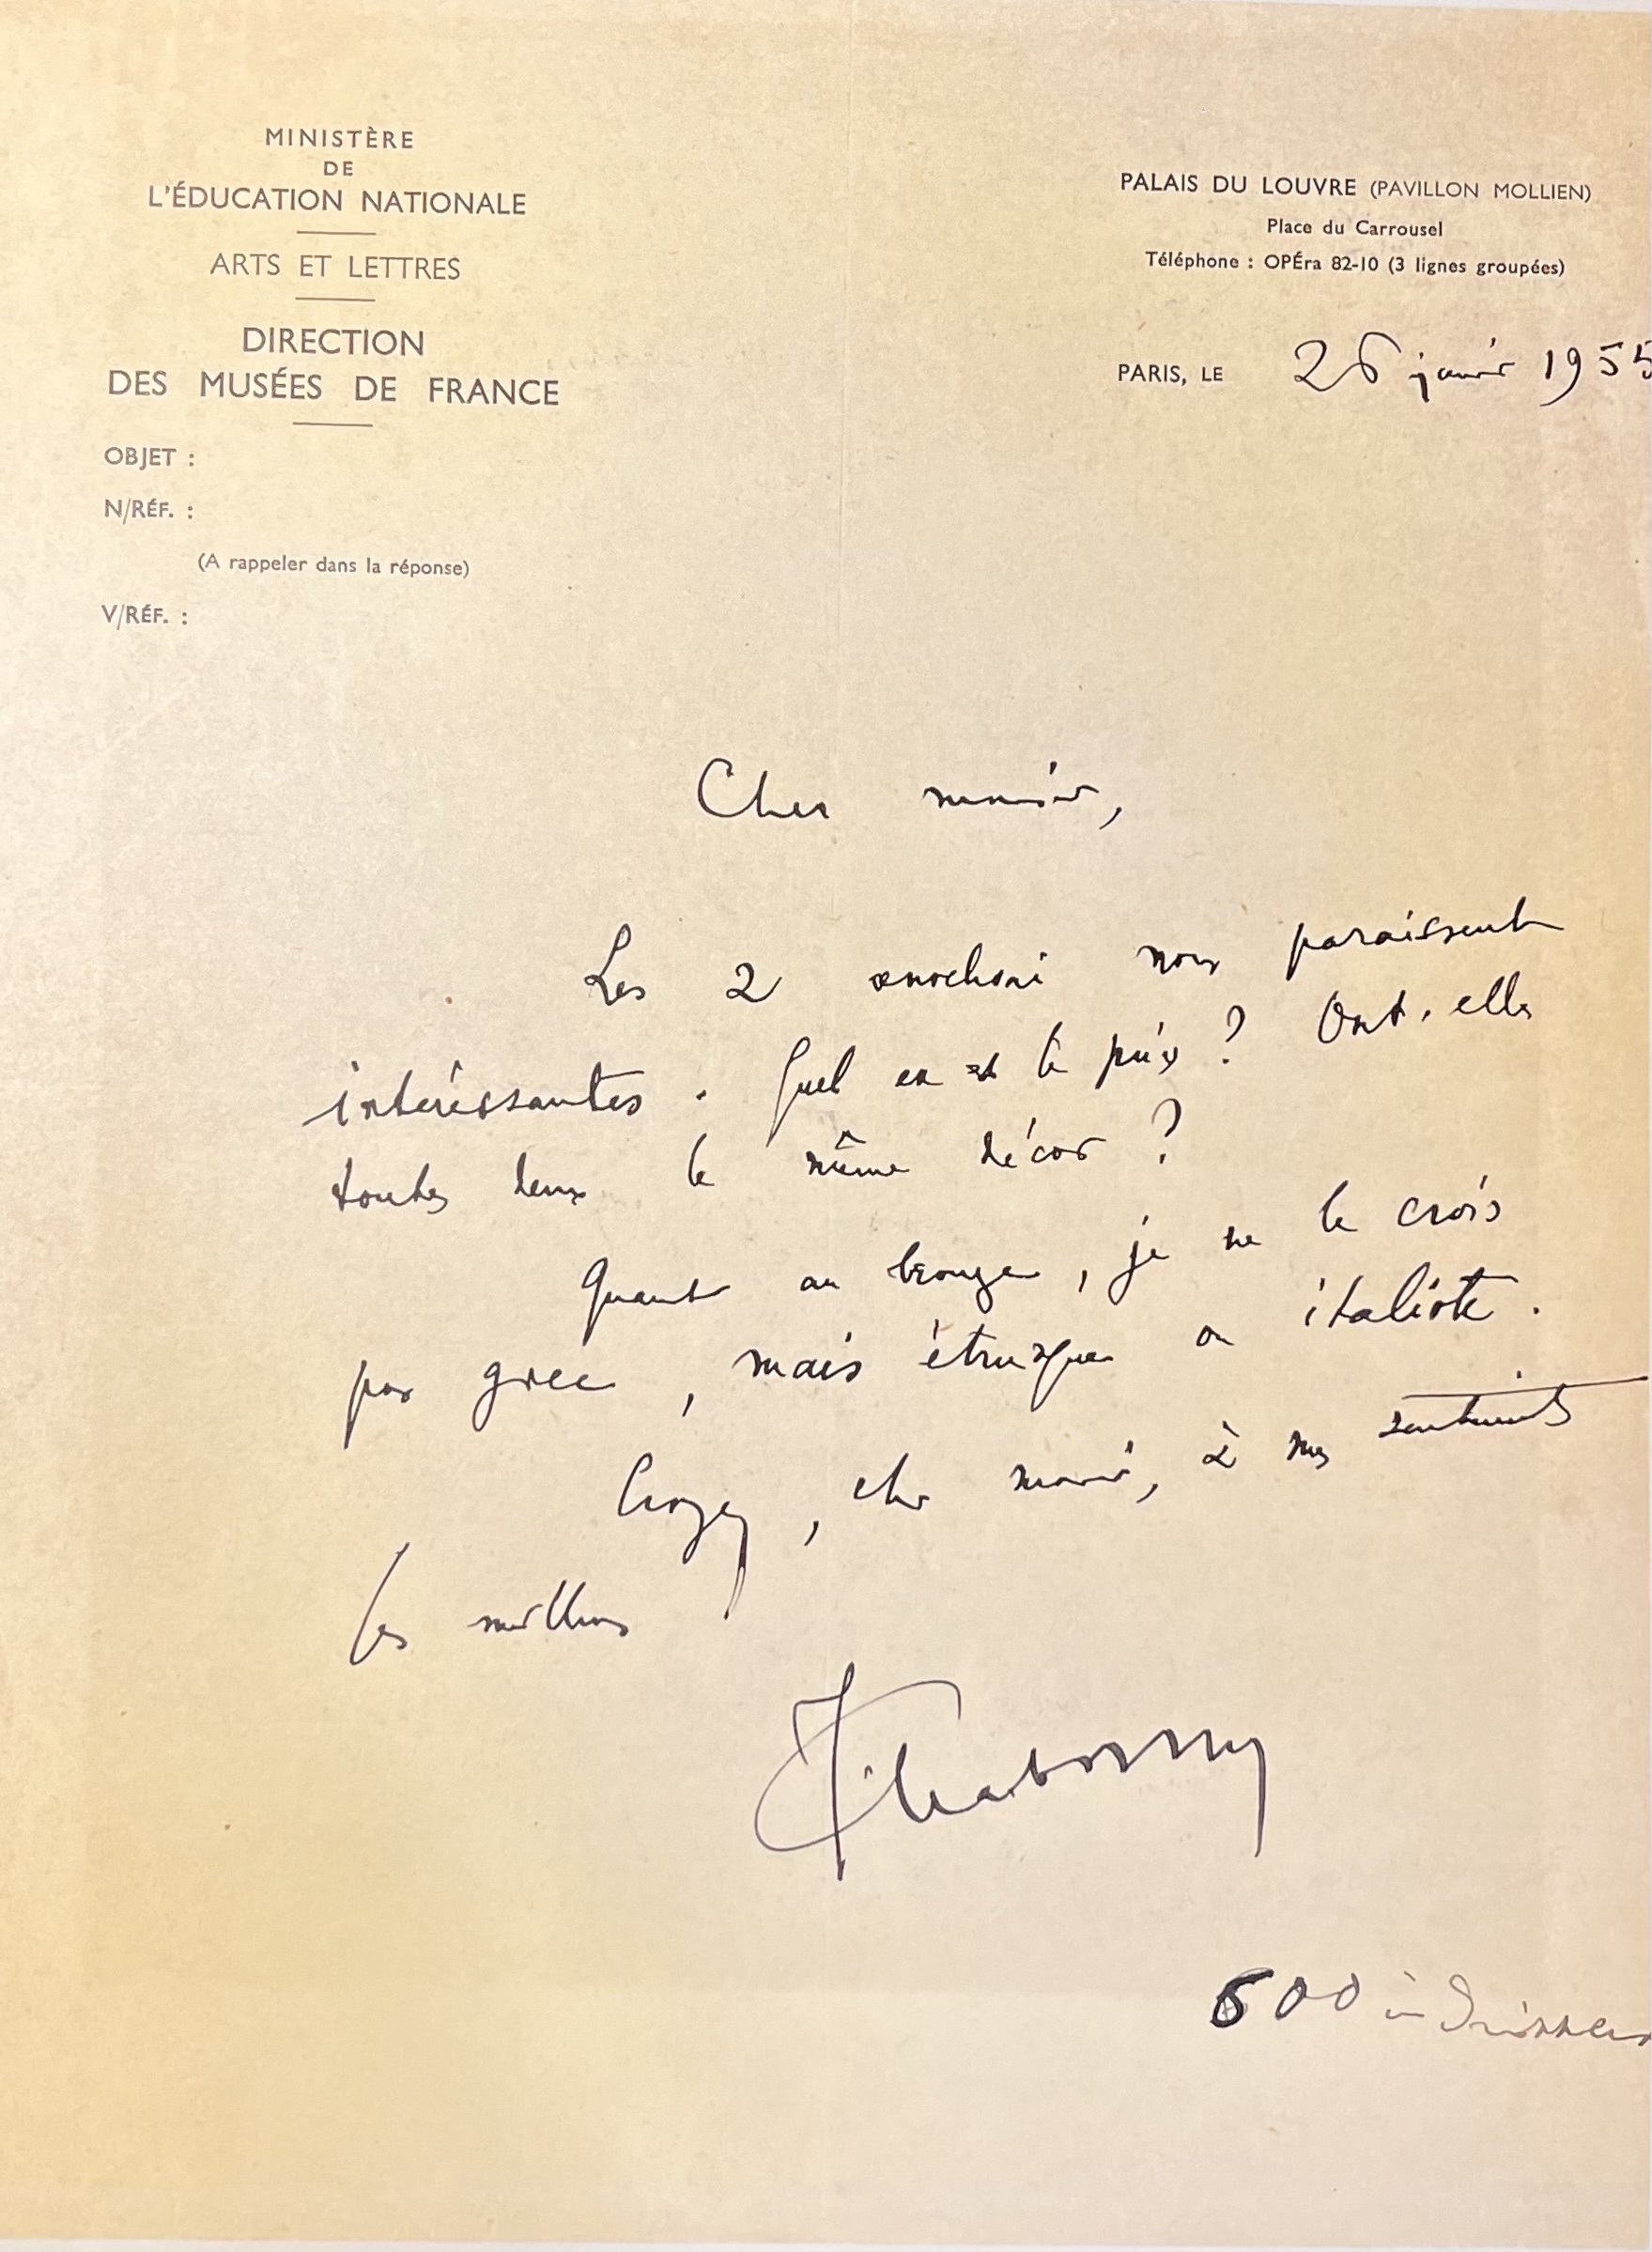 MINISTÈRE
DE
L'ÉDUCATION NATIONALE
ARTS ET LETTRES
DIRECTION
DES MUSÉES DE FRANCE
OBJET :
N/RÉF. :
(A rappeler dans la réponse)
V/RÉF. :
PALAIS DU LOUVRE (PAVILLON MOLLIEN)
Place du Carrousel
Téléphone : OPÉra 82-10 (3 lignes groupées)
PARIS, LE 26 janvier 1955
Cher monsieur,
Les 2 œnochoai nous paraissent
intéressantes. Quel en est le prix ? Ont-elles
toutes deux le même décor ?
Quant au bronze, je ne le crois
pas grec, mais étrusque ou italiote.
Croyez, cher monsieur, à mes sentiments
les meilleurs
600